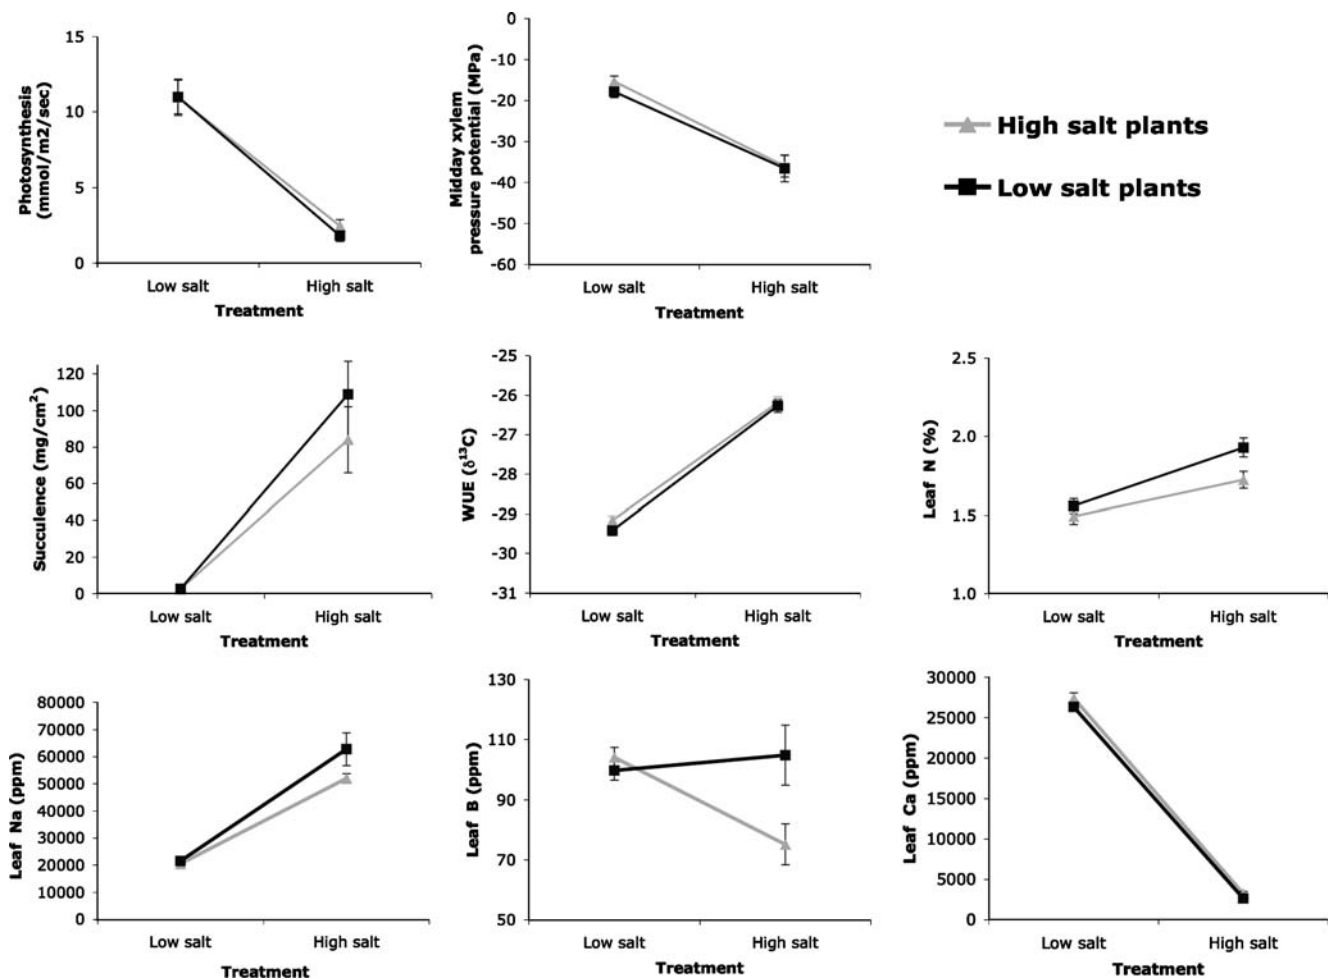 Photosynthesis
(mmol/m2/sec)
15
10
5
0
Low salt
High salt
Treatment
Midday xylem
pressure potential (MPa)
0
-10
-20
-30
-40
-50
-60
Low salt
High salt
Treatment
High salt plants
Low salt plants
Succulence (mg/cm²)
120
100
80
60
40
20
0
Low salt
High salt
Treatment
WUE (δ¹³C)
-25
-26
-27
-28
-29
-30
-31
Low salt
High salt
Treatment
Leaf N (%)
2.5
2.0
1.5
1.0
Low salt
High salt
Treatment
Leaf Na (ppm)
80000
70000
60000
50000
40000
30000
20000
10000
0
Low salt
High salt
Treatment
Leaf B (ppm)
130
110
90
70
50
Low salt
High salt
Treatment
Leaf Ca (ppm)
30000
25000
20000
15000
10000
5000
0
Low salt
High salt
Treatment